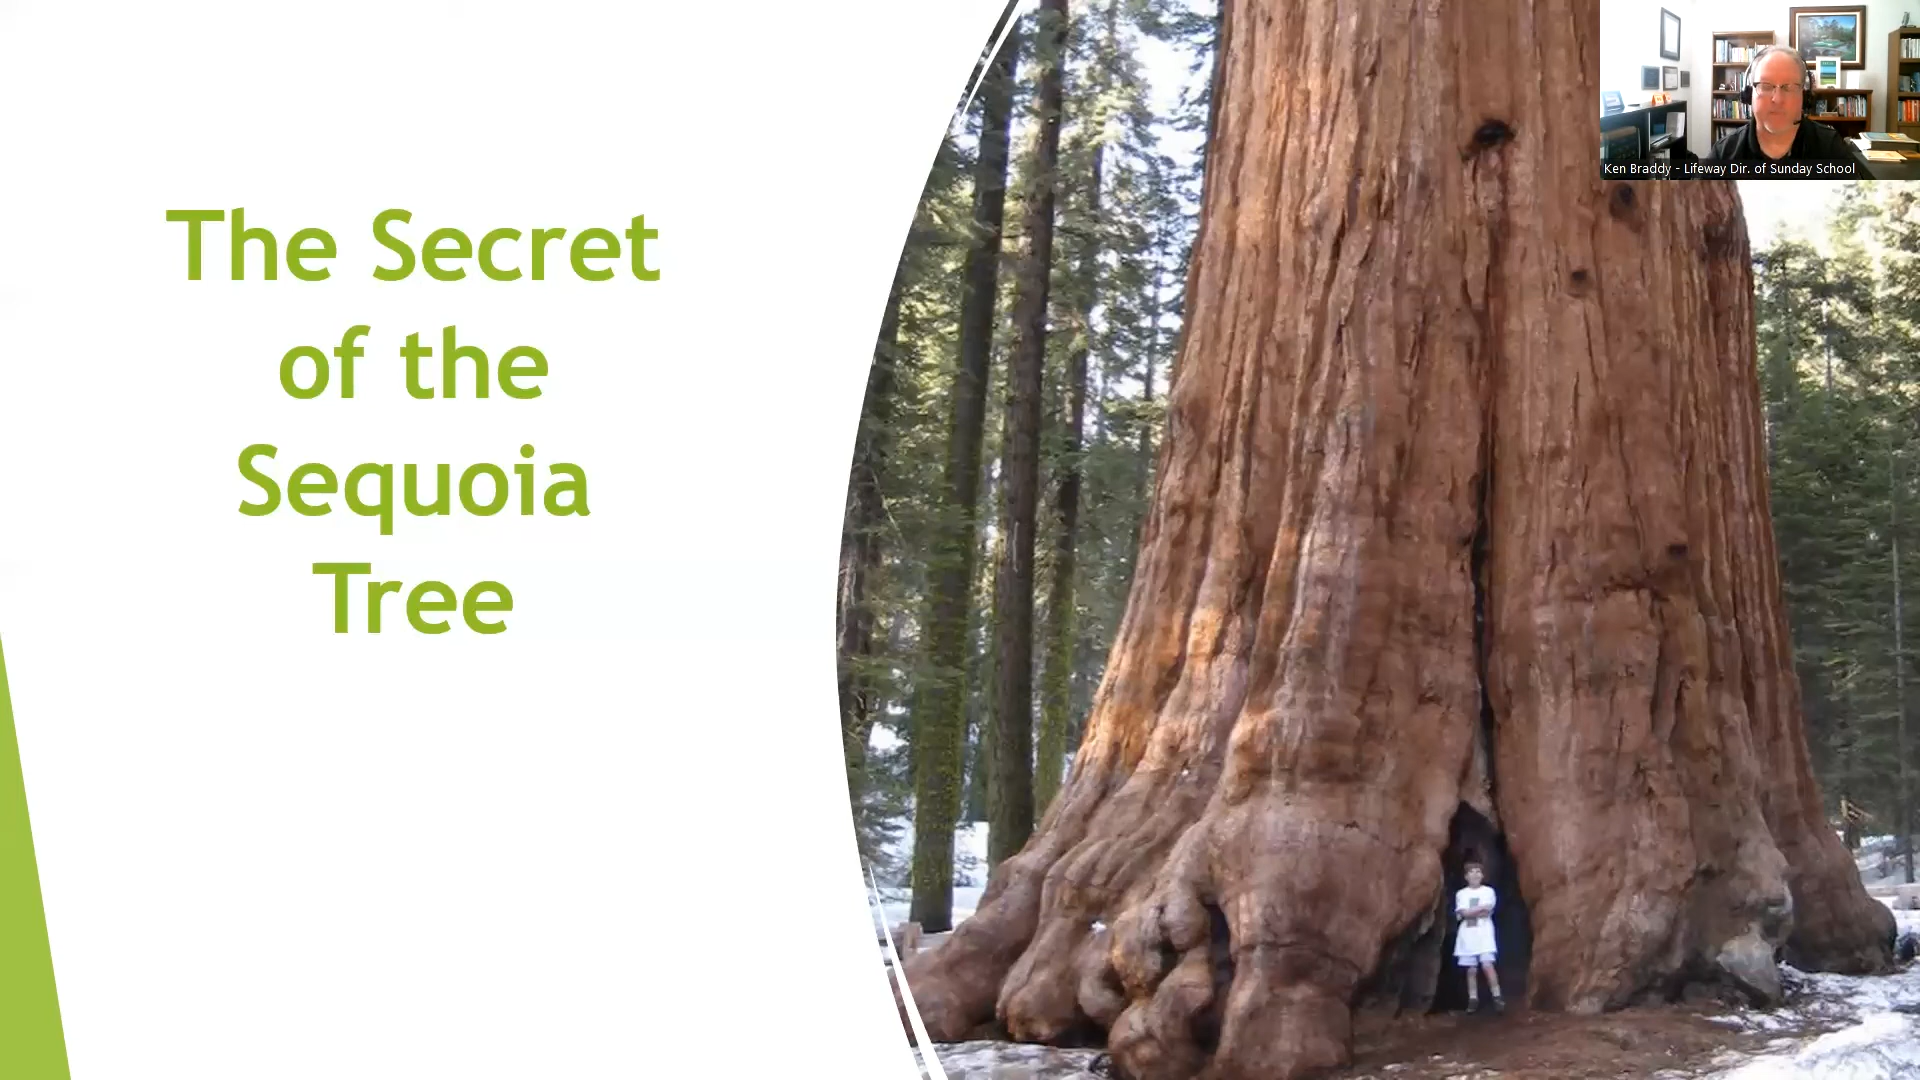 The Secret
of the
Sequoia
Tree
Ken Braddy - Lifeway Dir. of Sunday School